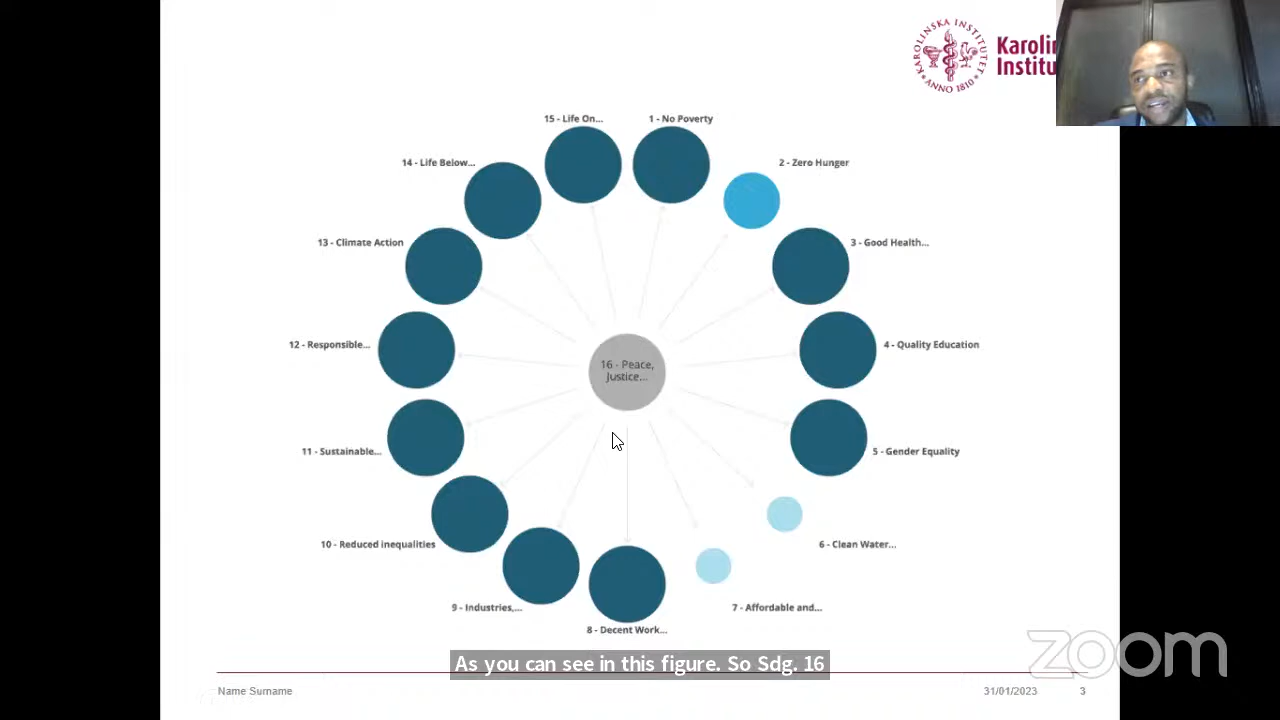 KAROLINSKA INSTITUTET
ANNO 1810
Karolin
Institu
15 - Life On...
1 - No Poverty
14 - Life Below...
2 - Zero Hunger
13 - Climate Action
3 - Good Health...
12 - Responsible...
4 - Quality Education
16 - Peace,
Justice...
11 - Sustainable...
5 - Gender Equality
10 - Reduced inequalities
6 - Clean Water...
9 - Industries,...
7 - Affordable and...
8 - Decent Work...
As you can see in this figure. So Sdg. 16
zoom
Name Surname
31/01/2023
3